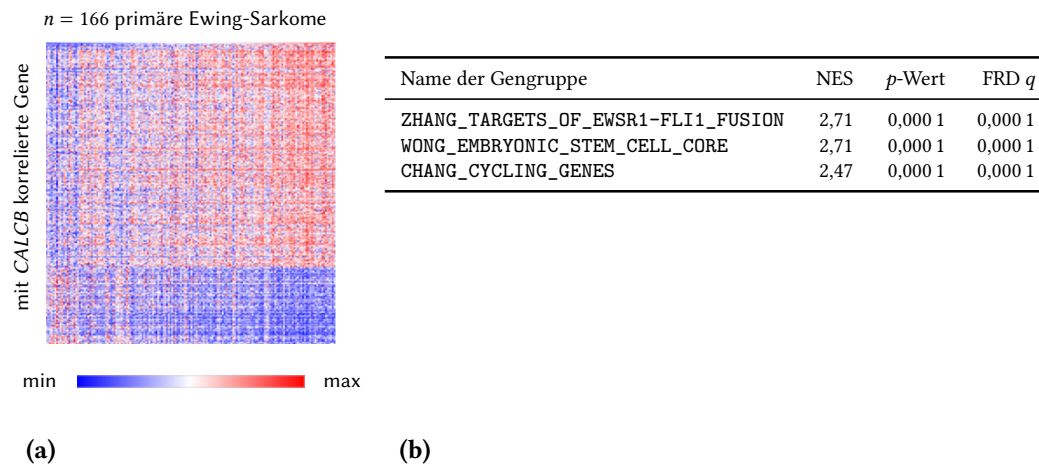 n = 166 primäre Ewing-Sarkome
mit CALCB korrelierte Gene
min max
(a)
Name der Gengruppe NES p-Wert FRD q
ZHANG_TARGETS_OF_EWSR1-FLI1_FUSION 2,71 0,000 1 0,000 1
WONG_EMBRYONIC_STEM_CELL_CORE 2,71 0,000 1 0,000 1
CHANG_CYCLING_GENES 2,47 0,000 1 0,000 1
(b)